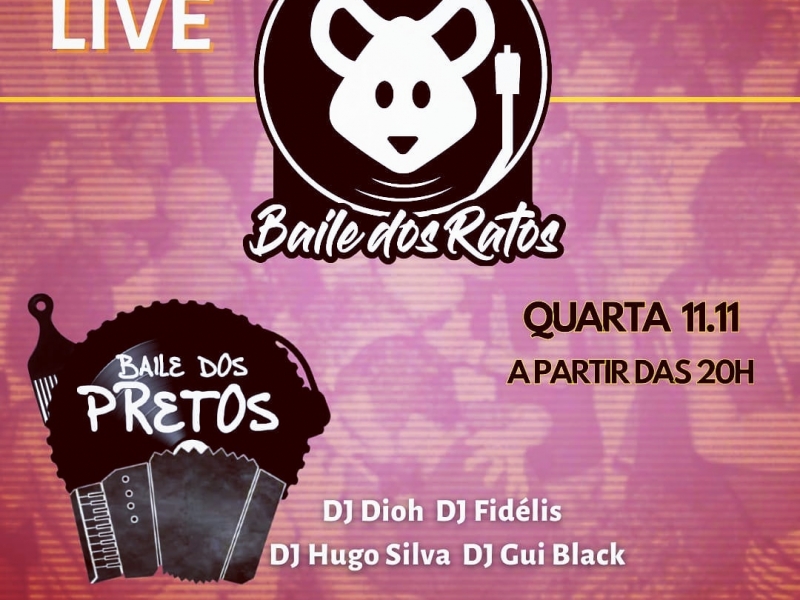 LIVE
Baile dos Ratos
QUARTA 11.11
A PARTIR DAS 20H
BAILE DOS
PRETOS
DJ Dioh DJ Fidélis
DJ Hugo Silva DJ Gui Black